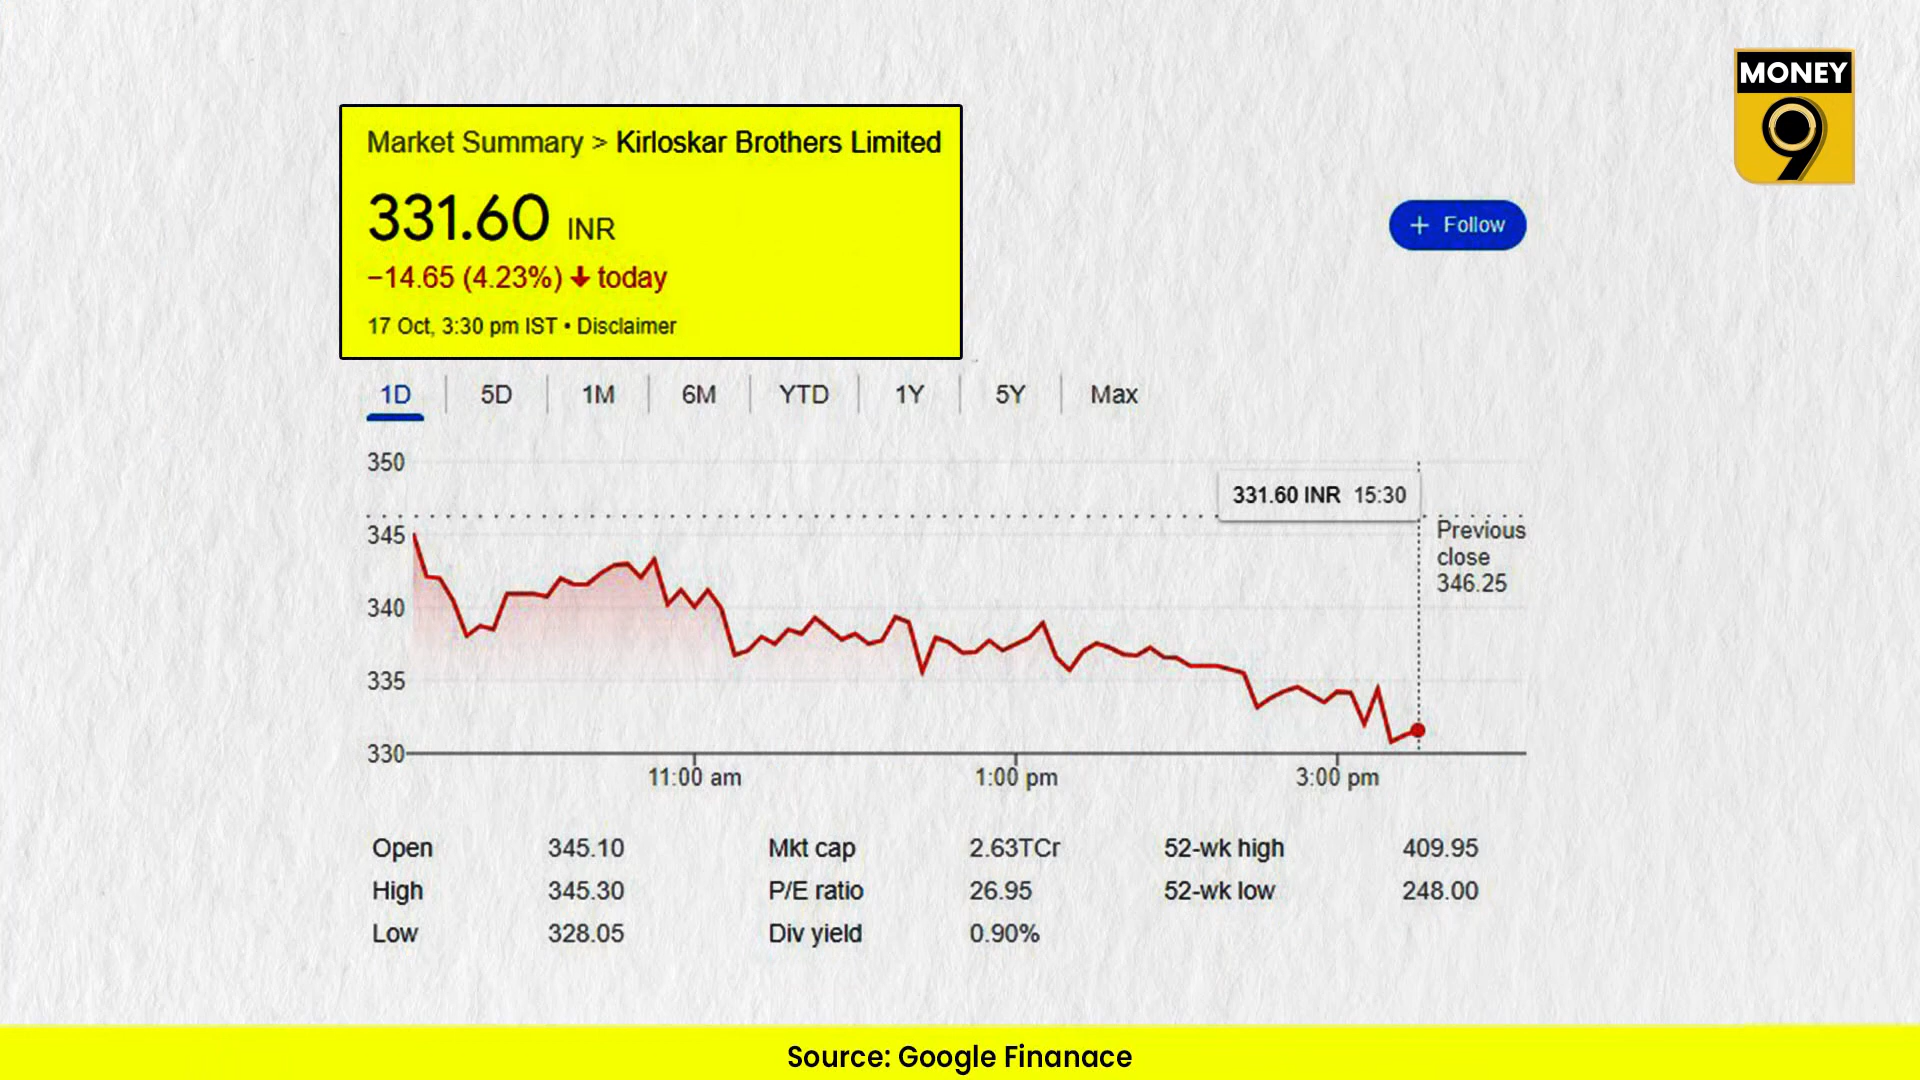 MONEY
9
Market Summary > Kirloskar Brothers Limited
331.60 INR
+ Follow
−14.65 (4.23%) ↓ today
17 Oct, 3:30 pm IST • Disclaimer
1D 5D 1M 6M YTD 1Y 5Y Max
350
331.60 INR 15:30
345
Previous
close
346.25
340
335
330
11:00 am 1:00 pm 3:00 pm
Open 345.10 Mkt cap 2.63TCr 52-wk high 409.95
High 345.30 P/E ratio 26.95 52-wk low 248.00
Low 328.05 Div yield 0.90%
Source: Google Finanace